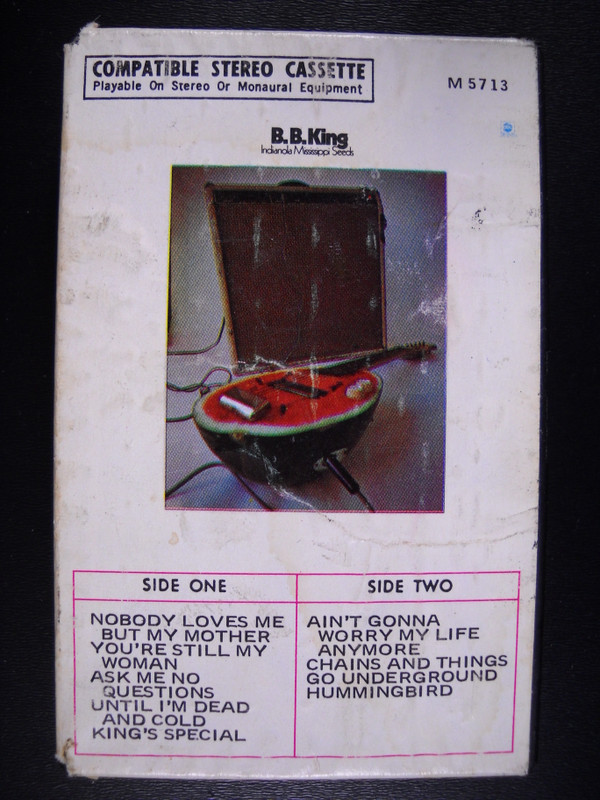 COMPATIBLE STEREO CASSETTE
Playable On Stereo Or Monaural Equipment
M 5713
B.B.King
Indianola Mississippi Seeds
SIDE ONE
NOBODY LOVES ME
BUT MY MOTHER
YOU'RE STILL MY
WOMAN
ASK ME NO
QUESTIONS
UNTIL I'M DEAD
AND COLD
KING'S SPECIAL
SIDE TWO
AIN'T GONNA
WORRY MY LIFE
ANYMORE
CHAINS AND THINGS
GO UNDERGROUND
HUMMINGBIRD